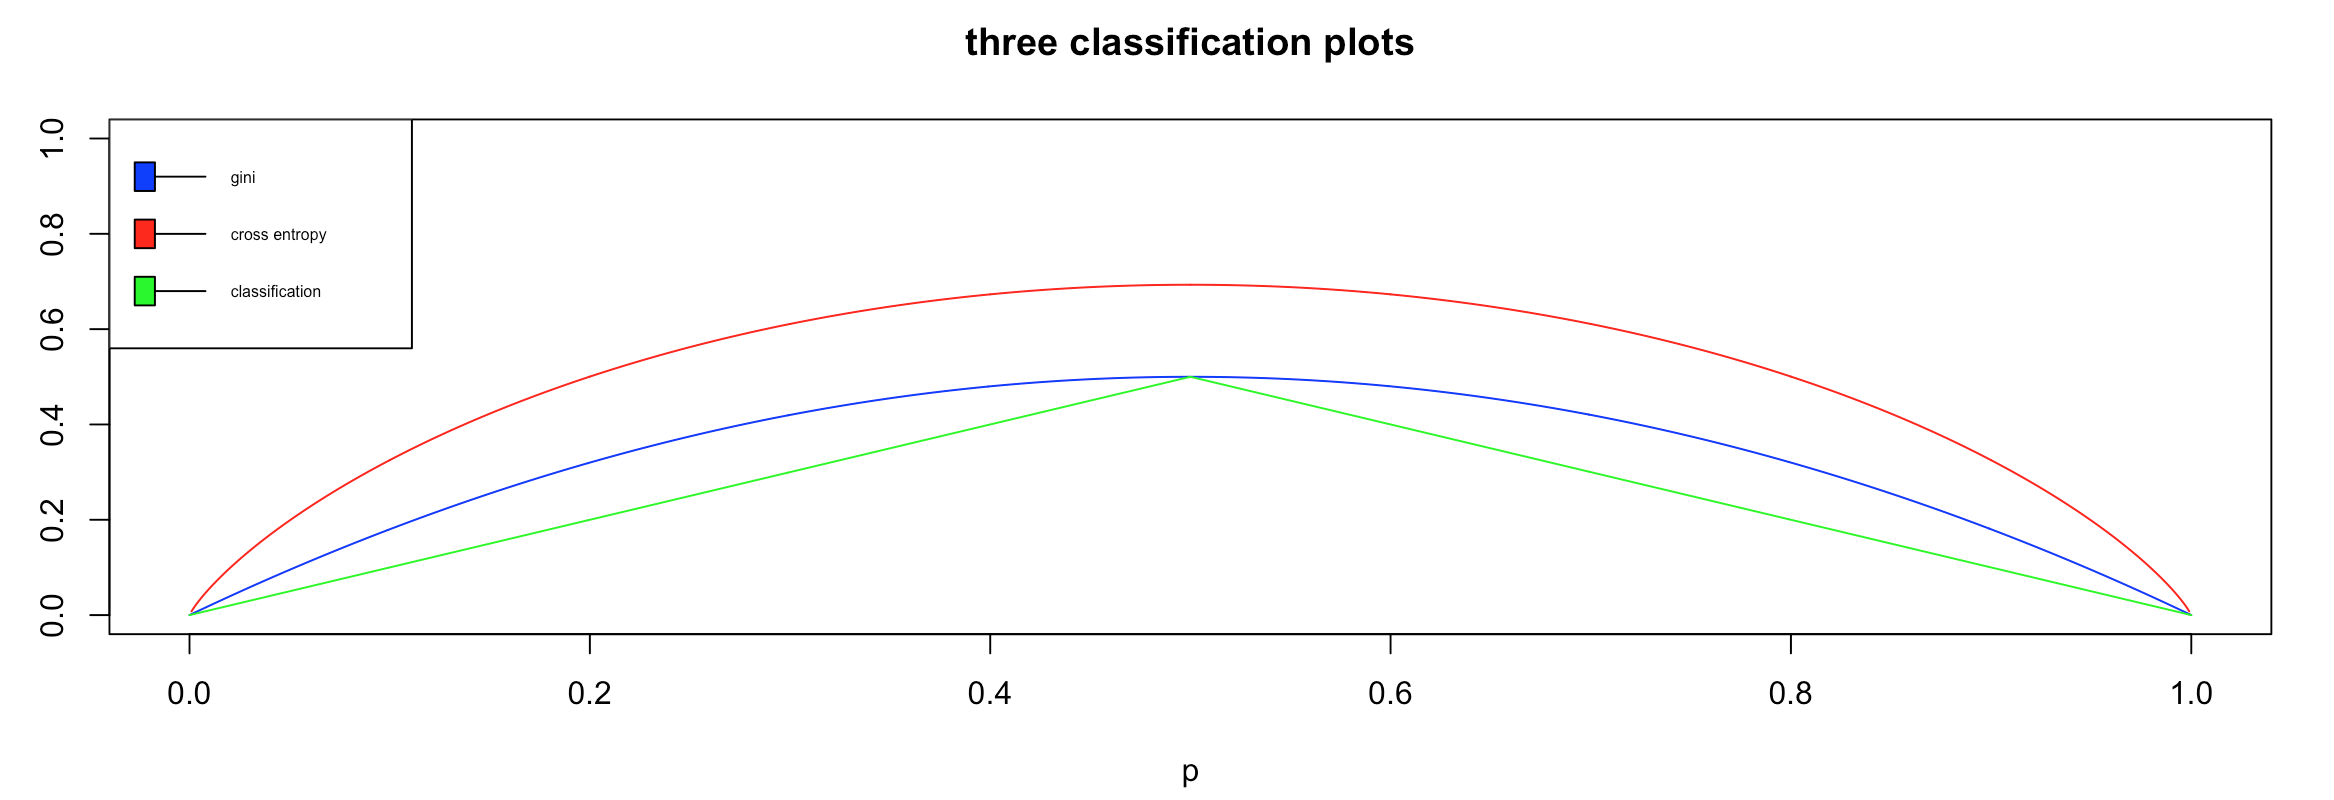 three classification plots
gini
cross entropy
classification
1.0
0.8
0.6
0.4
0.2
0.0
0.0 0.2 0.4 0.6 0.8 1.0
p